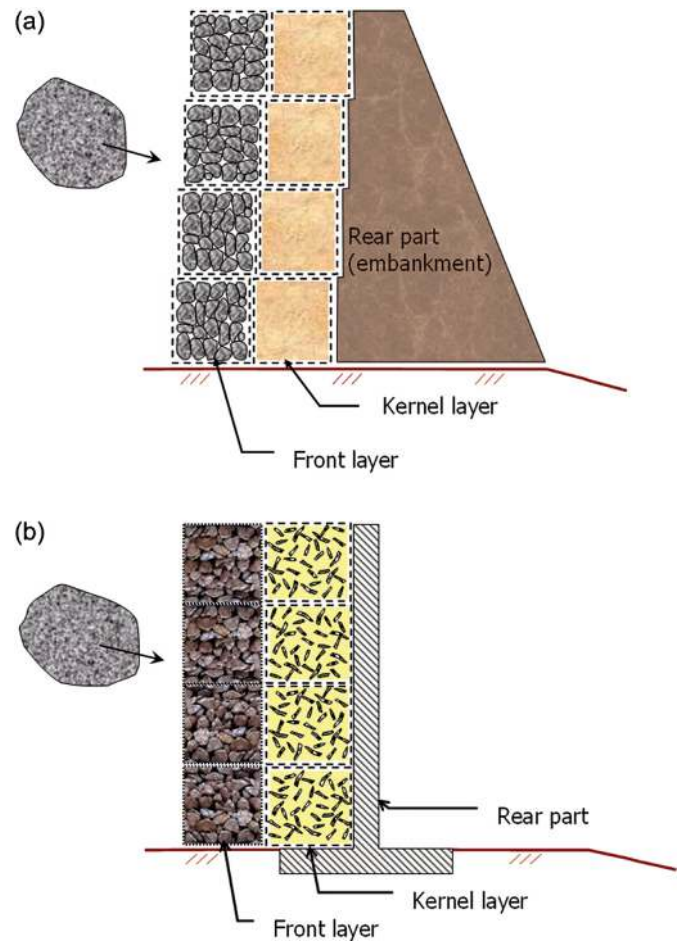 (a)
Rear part
(embankment)
Kernel layer
Front layer
(b)
Rear part
Kernel layer
Front layer